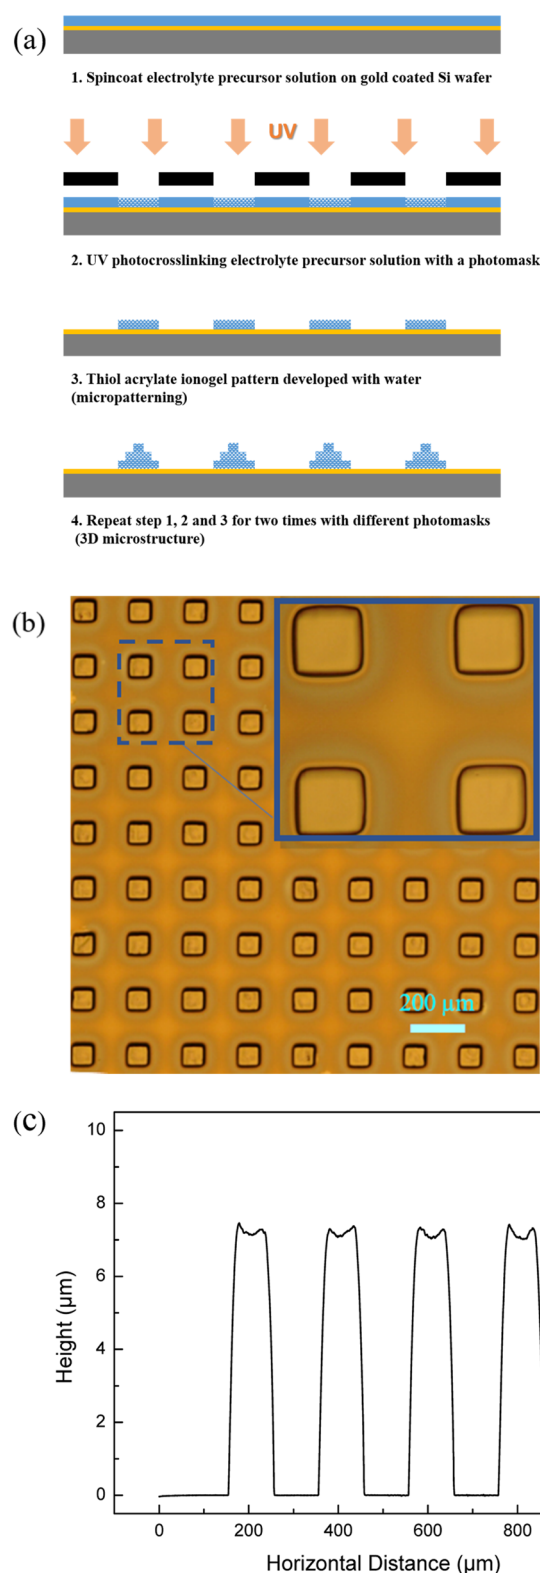 (a)
1. Spincoat electrolyte precursor solution on gold coated Si wafer
UV
2. UV photocrosslinking electrolyte precursor solution with a photomask
3. Thiol acrylate ionogel pattern developed with water
(micropatterning)
4. Repeat step 1, 2 and 3 for two times with different photomasks
(3D microstructure)
(b)
200 μm
(c)
10
8
6
4
2
0
Height (μm)
0 200 400 600 800
Horizontal Distance (μm)